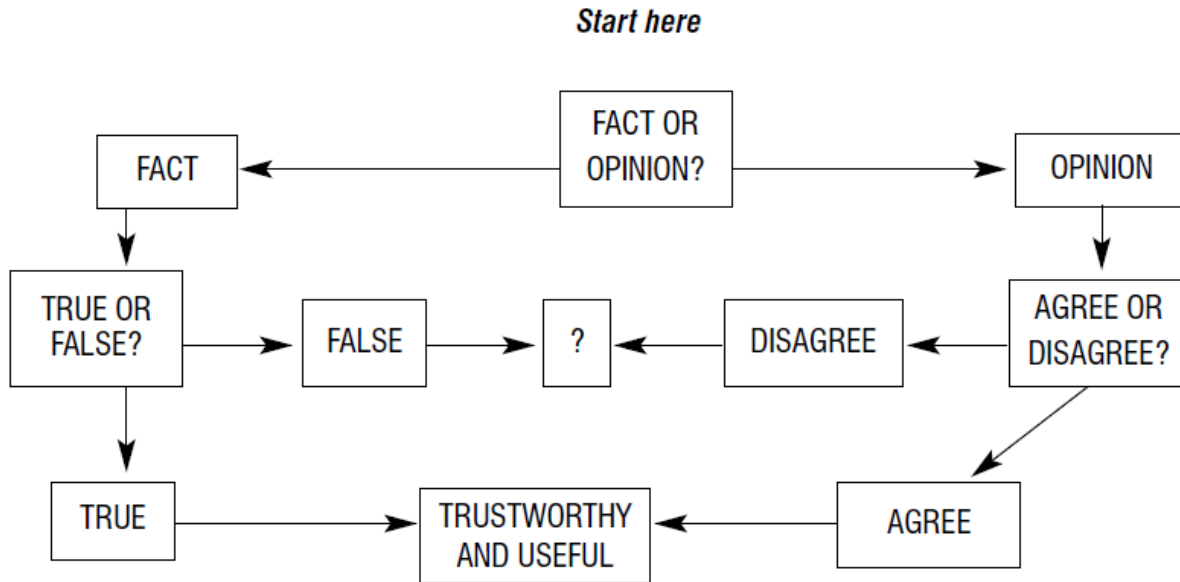 Start here
FACT OR
OPINION?
FACT
OPINION
TRUE OR
FALSE?
FALSE
?
DISAGREE
AGREE OR
DISAGREE?
TRUE
TRUSTWORTHY
AND USEFUL
AGREE